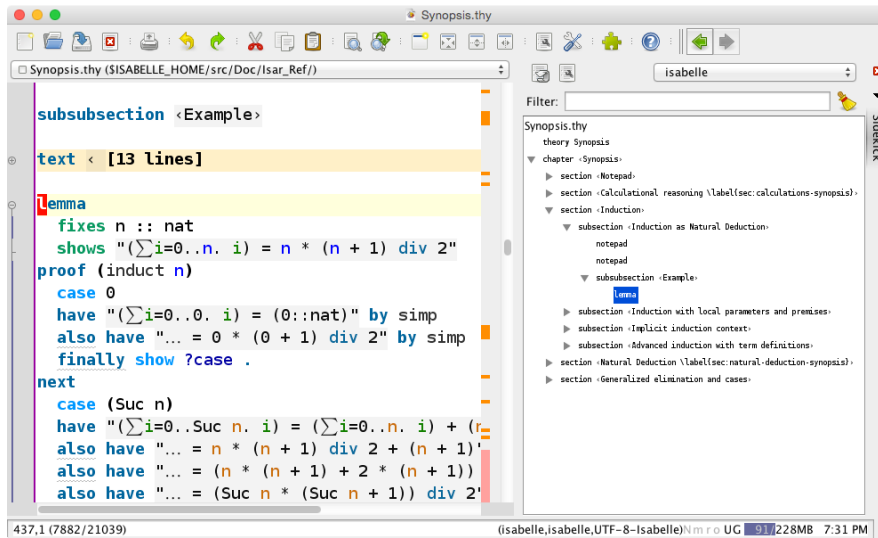 Synopsis.thy
Synopsis.thy ($ISABELLE_HOME/src/Doc/Isar_Ref/)
isabelle
Filter:
Sidekick
subsubsection ‹Example›
text ‹ [13 lines]
lemma
fixes n :: nat
shows "(∑i=0..n. i) = n * (n + 1) div 2"
proof (induct n)
case 0
have "(∑i=0..0. i) = (0::nat)" by simp
also have "… = 0 * (0 + 1) div 2" by simp
finally show ?case .
next
case (Suc n)
have "(∑i=0..Suc n. i) = (∑i=0..n. i) + (n
also have "… = n * (n + 1) div 2 + (n + 1)"
also have "… = (n * (n + 1) + 2 * (n + 1))
also have "… = (Suc n * (Suc n + 1)) div 2"
Synopsis.thy
theory Synopsis
chapter ‹Synopsis›
section ‹Notepad›
section ‹Calculational reasoning \label{sec:calculations-synopsis}›
section ‹Induction›
subsection ‹Induction as Natural Deduction›
notepad
notepad
subsubsection ‹Example›
lemma
subsection ‹Induction with local parameters and premises›
subsection ‹Implicit induction context›
subsection ‹Advanced induction with term definitions›
section ‹Natural Deduction \label{sec:natural-deduction-synopsis}›
section ‹Generalized elimination and cases›
437,1 (7882/21039)
(isabelle,isabelle,UTF-8-Isabelle)N m r o UG 91/228MB 7:31 PM